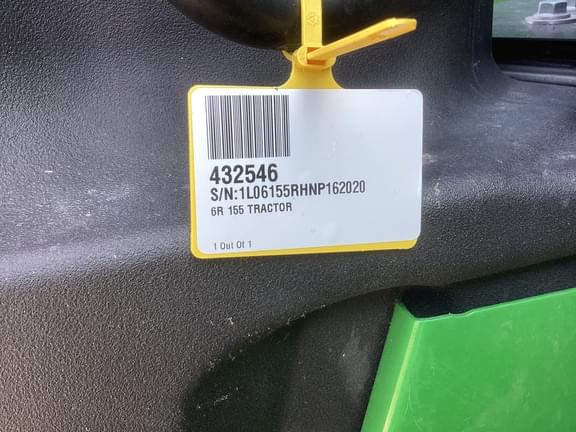 432546
S/N:1L06155RHNP162020
6R 155 TRACTOR
1 Out Of 1